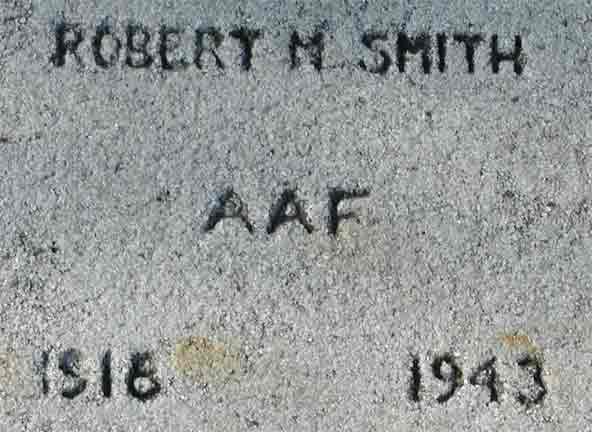 ROBERT M SMITH
AAF
1918 1943